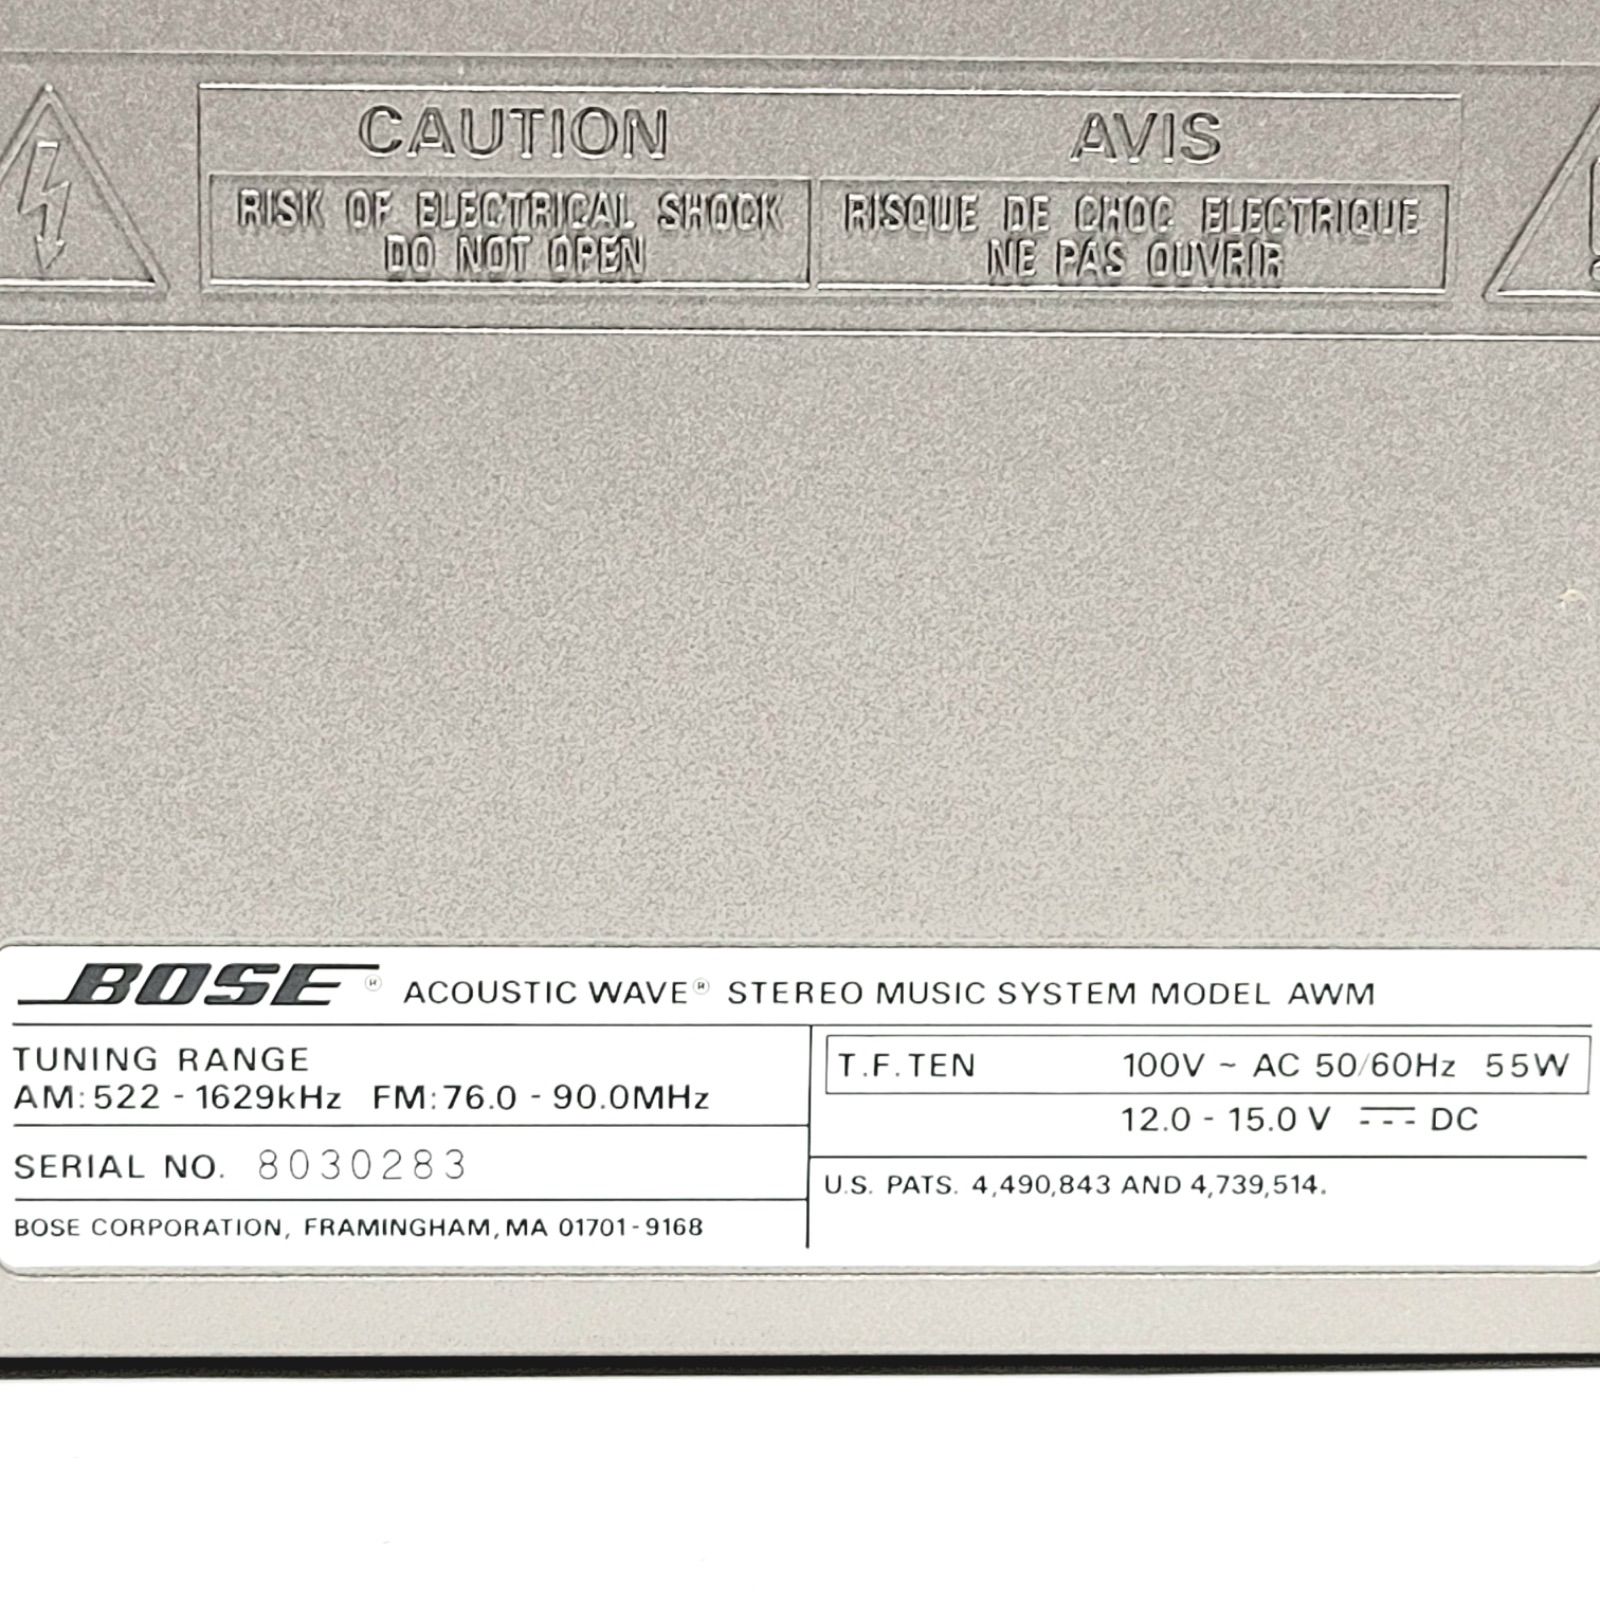 CAUTION
RISK OF ELECTRICAL SHOCK
DO NOT OPEN
AVIS
RISQUE DE CHOC ELECTRIQUE
NE PAS OUVRIR
BOSE® ACOUSTIC WAVE® STEREO MUSIC SYSTEM MODEL AWM
TUNING RANGE
AM:522 - 1629kHz FM:76.0 - 90.0MHz
SERIAL NO. 8030283
BOSE CORPORATION, FRAMINGHAM, MA 01701-9168
T.F.TEN 100V ~ AC 50/60Hz 55W
12.0 - 15.0 V ⎓ DC
U.S. PATS. 4,490,843 AND 4,739,514.